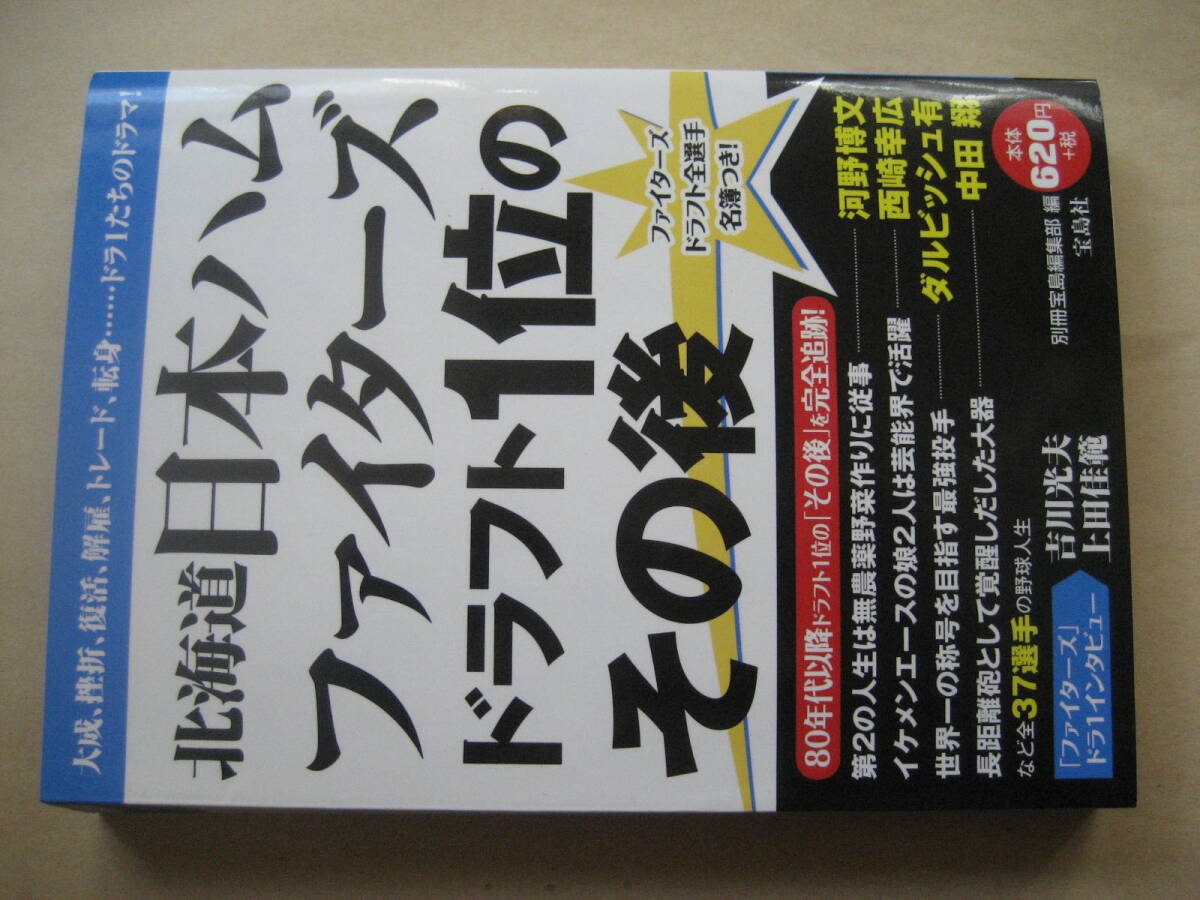 大成、挫折、復活、解雇、トレード、転身……ドラ1たちのドラマ！
北海道日本ハム
ファイターズ
ドラフト1位の
その後
ファイターズ
ドラフト全選手
名簿つき！
80年代以降ドラフト1位の「その後」を完全追跡！
第2の人生は無農薬野菜作りに従事……河野博文
イケメンエースの娘2人は芸能界で活躍……西崎幸広
世界一の称号を目指す最強投手……ダルビッシュ有
長距離砲として覚醒しだした大器……中田 翔
など全37選手の野球人生
「ファイターズ」
ドラ1インタビュー
吉川光夫
上田佳範
別冊宝島編集部 編
宝島社
本体
620円
+税